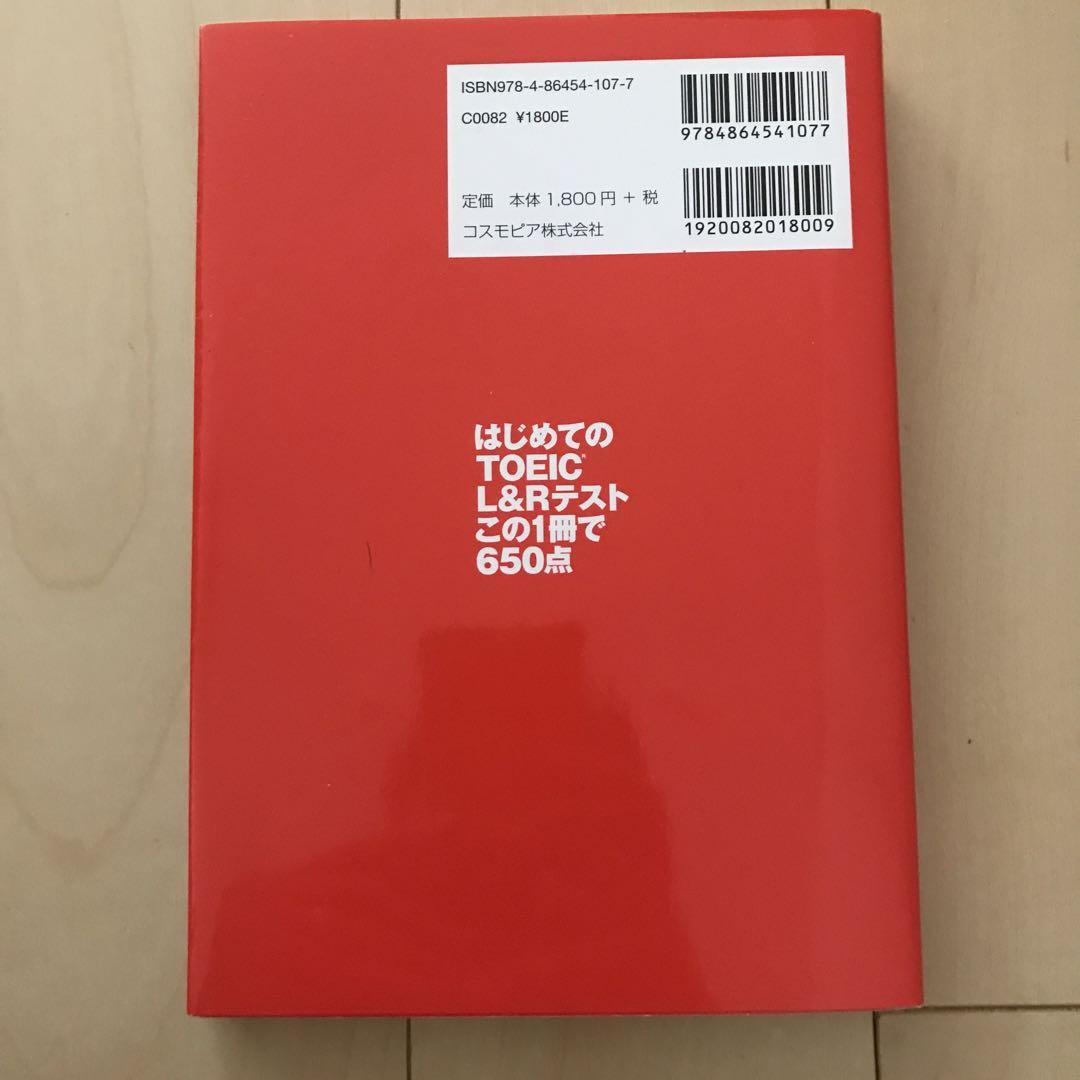 ISBN978-4-86454-107-7
C0082 ¥1800E
9784864541077
定価 本体1,800円+税
コスモピア株式会社
1920082018009
はじめての
TOEIC®
L&Rテスト
この1冊で
650点